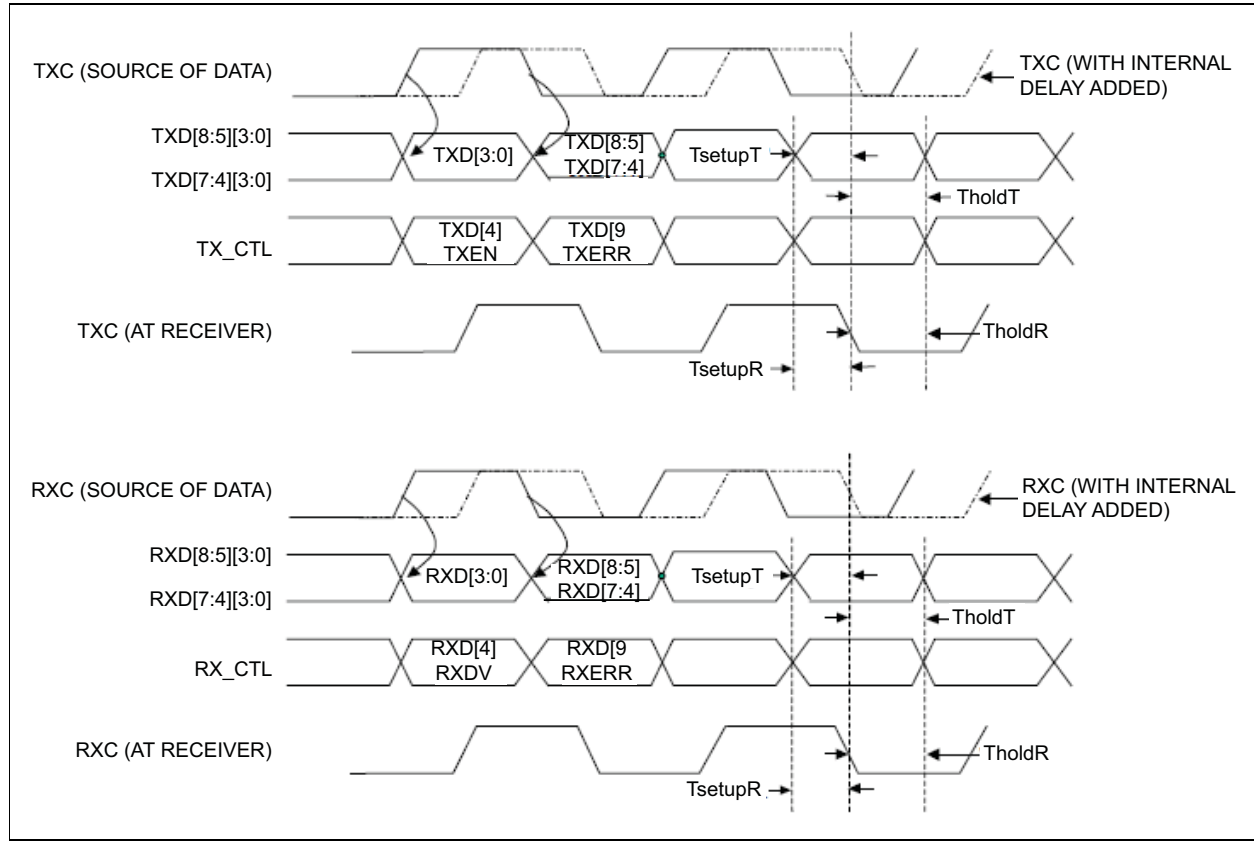 TXC (SOURCE OF DATA)
TXC (WITH INTERNAL
DELAY ADDED)
TXD[8:5][3:0]
TXD[7:4][3:0]
TXD[3:0]
TXD[8:5]
TXD[7:4]
TsetupT
TholdT
TX_CTL
TXD[4]
TXEN
TXD[9
TXERR
TXC (AT RECEIVER)
TholdR
TsetupR
RXC (SOURCE OF DATA)
RXC (WITH INTERNAL
DELAY ADDED)
RXD[8:5][3:0]
RXD[7:4][3:0]
RXD[3:0]
RXD[8:5]
RXD[7:4]
TsetupT
TholdT
RX_CTL
RXD[4]
RXDV
RXD[9
RXERR
RXC (AT RECEIVER)
TholdR
TsetupR